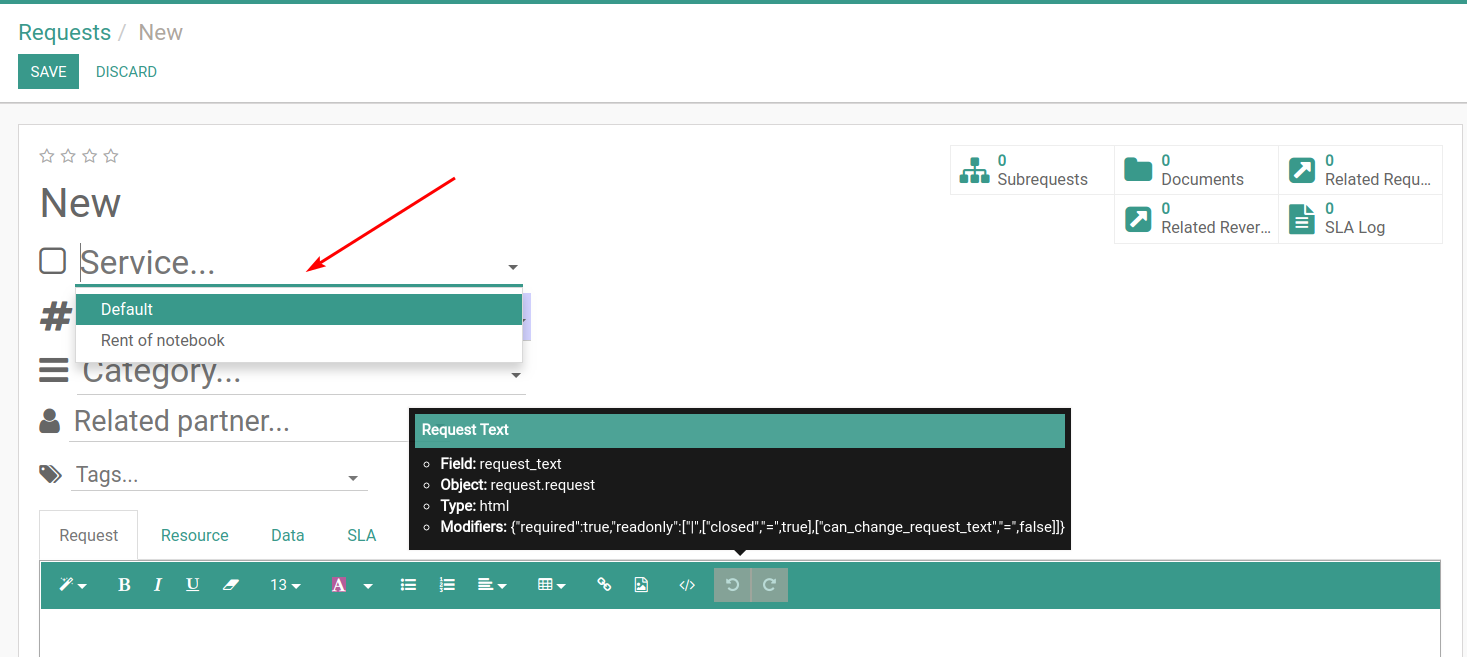 Requests / New
SAVE DISCARD
0
Subrequests
0
Documents
0
Related Requ...
0
Related Rever...
0
SLA Log
New
Service...
Default
Rent of notebook
#
Category...
Related partner...
Tags...
Request Text
Field: request_text
Object: request.request
Type: html
Modifiers: {"required":true,"readonly":["|",["closed","=",true],["can_change_request_text","=",false]]}
Request Resource Data SLA
B I U 13 A </>